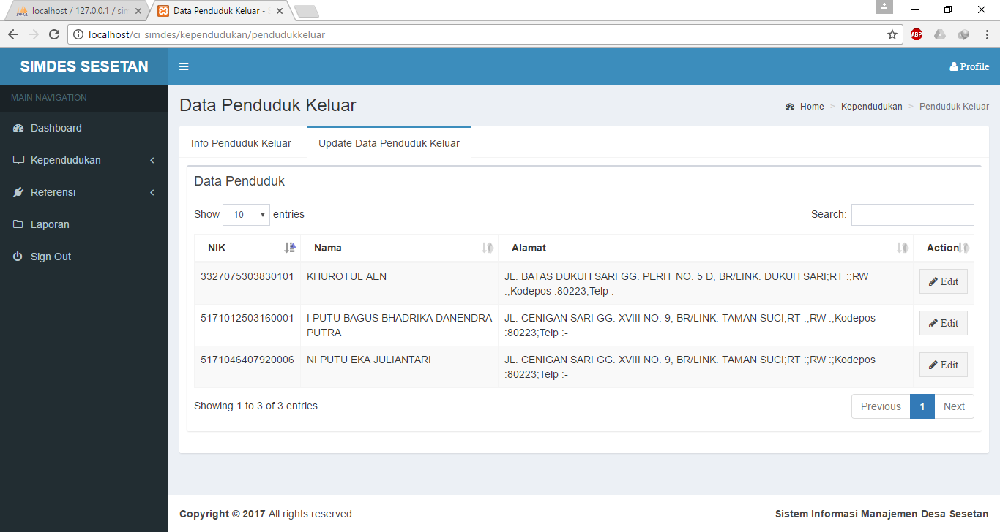 localhost / 127.0.0.1 / sim
Data Penduduk Keluar - S
localhost/ci_simdes/kependudukan/pendudukkeluar
ABP
SIMDES SESETAN
Profile
MAIN NAVIGATION
Dashboard
Kependudukan
Referensi
Laporan
Sign Out
Data Penduduk Keluar
Home > Kependudukan > Penduduk Keluar
Info Penduduk Keluar
Update Data Penduduk Keluar
Data Penduduk
Show 10 entries
Search:
NIK Nama Alamat Action
3327075303830101 KHUROTUL AEN JL. BATAS DUKUH SARI GG. PERIT NO. 5 D, BR/LINK. DUKUH SARI;RT :;RW Edit
:;Kodepos :80223;Telp :-
5171012503160001 I PUTU BAGUS BHADRIKA DANENDRA JL. CENIGAN SARI GG. XVIII NO. 9, BR/LINK. TAMAN SUCI;RT :;RW :;Kodepos Edit
PUTRA :80223;Telp :-
5171046407920006 NI PUTU EKA JULIANTARI JL. CENIGAN SARI GG. XVIII NO. 9, BR/LINK. TAMAN SUCI;RT :;RW :;Kodepos Edit
:80223;Telp :-
Showing 1 to 3 of 3 entries
Previous 1 Next
Copyright © 2017 All rights reserved.
Sistem Informasi Manajemen Desa Sesetan